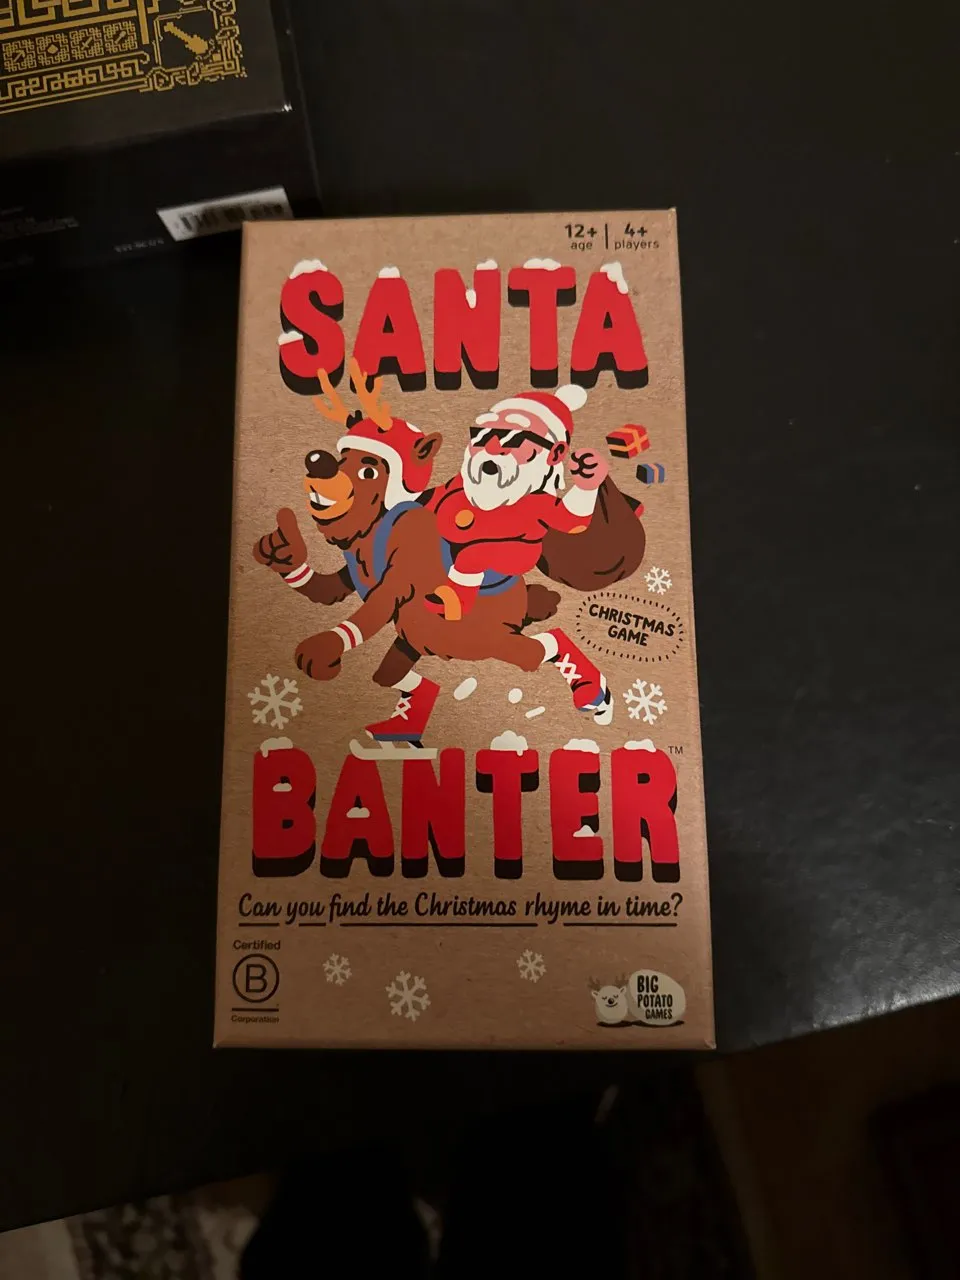 12+ | 4+
age players
SANTA
CHRISTMAS
GAME
BANTER™
Can you find the Christmas rhyme in time?
Certified
B
Corporation
BIG
POTATO
GAMES